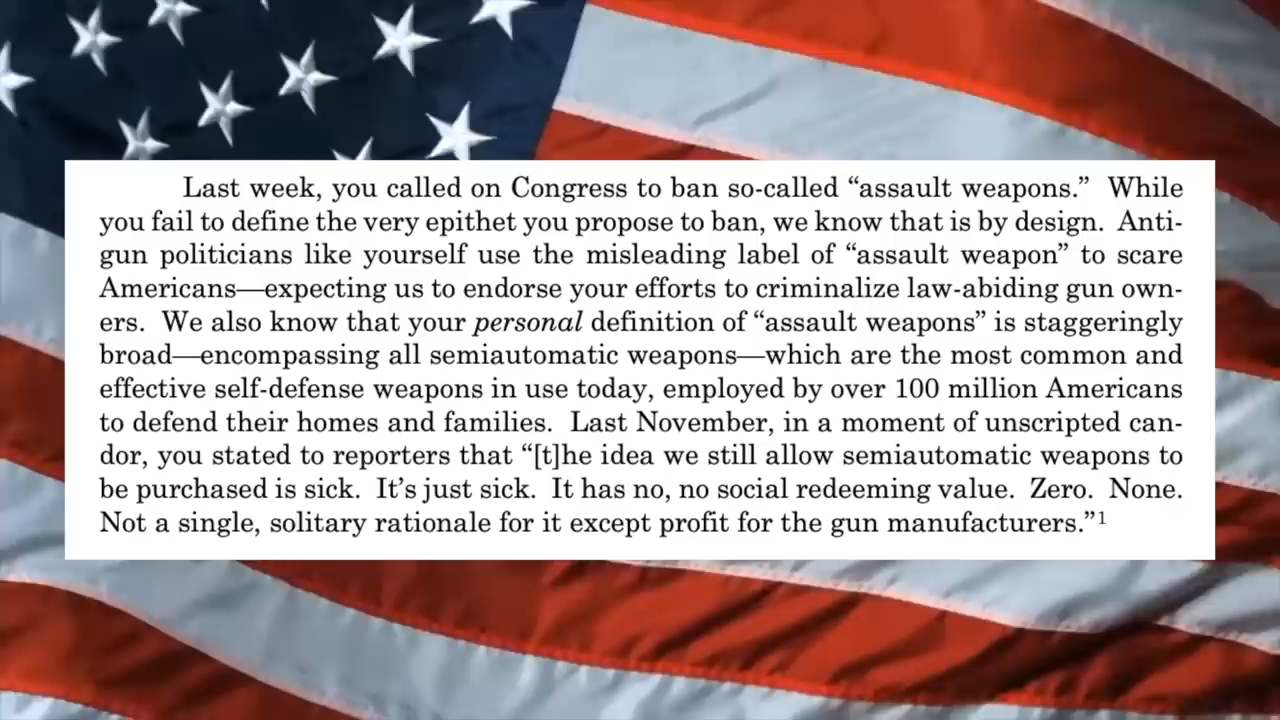 Last week, you called on Congress to ban so-called “assault weapons.” While
you fail to define the very epithet you propose to ban, we know that is by design. Anti-
gun politicians like yourself use the misleading label of “assault weapon” to scare
Americans—expecting us to endorse your efforts to criminalize law-abiding gun own-
ers. We also know that your personal definition of “assault weapons” is staggeringly
broad—encompassing all semiautomatic weapons—which are the most common and
effective self-defense weapons in use today, employed by over 100 million Americans
to defend their homes and families. Last November, in a moment of unscripted can-
dor, you stated to reporters that “[t]he idea we still allow semiautomatic weapons to
be purchased is sick. It’s just sick. It has no, no social redeeming value. Zero. None.
Not a single, solitary rationale for it except profit for the gun manufacturers.”1